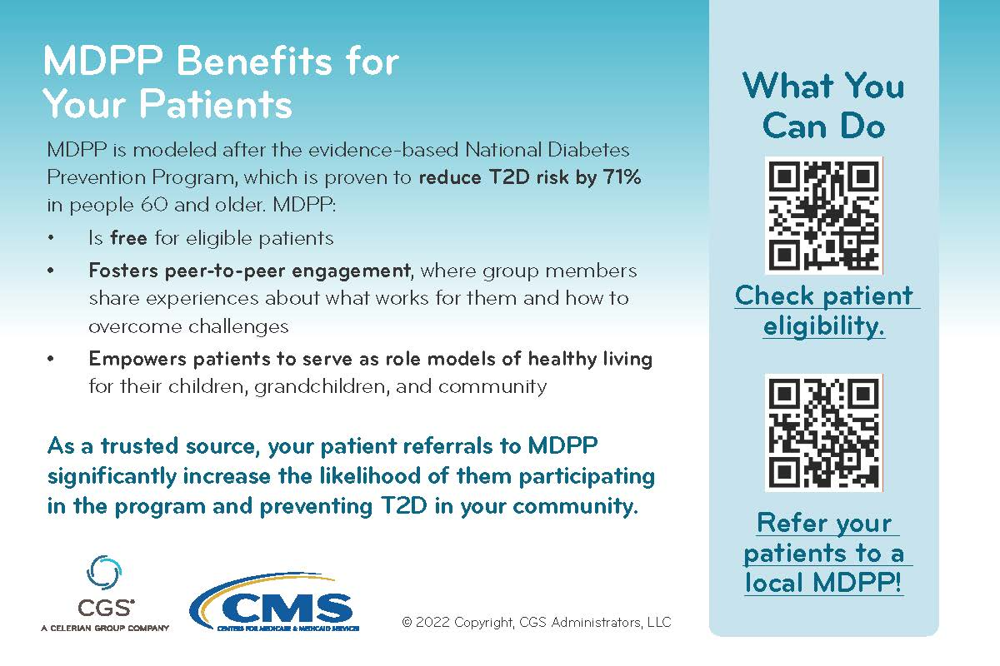 MDPP Benefits for
Your Patients
MDPP is modeled after the evidence-based National Diabetes
Prevention Program, which is proven to reduce T2D risk by 71%
in people 60 and older. MDPP:
• Is free for eligible patients
• Fosters peer-to-peer engagement, where group members
share experiences about what works for them and how to
overcome challenges
• Empowers patients to serve as role models of healthy living
for their children, grandchildren, and community
As a trusted source, your patient referrals to MDPP
significantly increase the likelihood of them participating
in the program and preventing T2D in your community.
CGS®
A CELERIAN GROUP COMPANY
CMS
CENTERS FOR MEDICARE & MEDICAID SERVICES
© 2022 Copyright, CGS Administrators, LLC
What You
Can Do
Check patient
eligibility.
Refer your
patients to a
local MDPP!